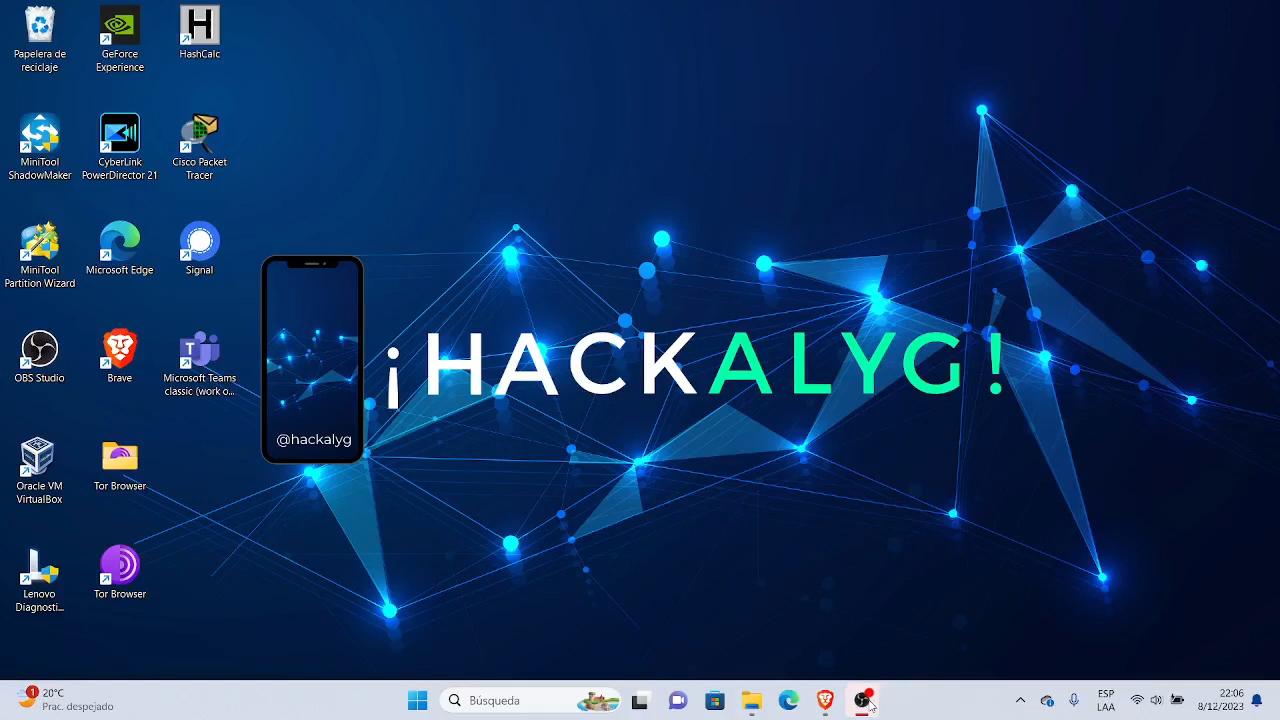 Papelera de
reciclaje
GeForce
Experience
H
HashCalc
MiniTool
ShadowMaker
CyberLink
PowerDirector 21
Cisco Packet
Tracer
MiniTool
Partition Wizard
Microsoft Edge
Signal
OBS Studio
Brave
Microsoft Teams
classic (work o...
Oracle VM
VirtualBox
Tor Browser
Lenovo
Diagnosti...
Tor Browser
@hackalyg
¡HACKALYG!
1
20°C
Prac. despejado
Búsqueda
ESP
LAA
22:06
8/12/2023